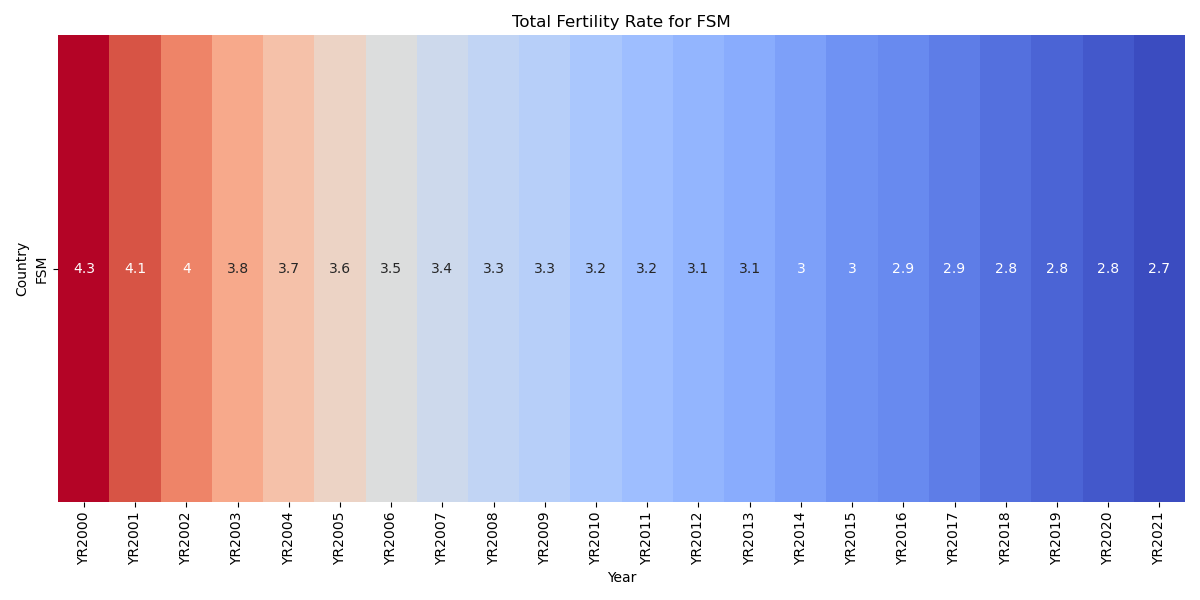 Total Fertility Rate for FSM
Country
FSM
4.3 4.1 4 3.8 3.7 3.6 3.5 3.4 3.3 3.3 3.2 3.2 3.1 3.1 3 3 2.9 2.9 2.8 2.8 2.8 2.7
YR2000 YR2001 YR2002 YR2003 YR2004 YR2005 YR2006 YR2007 YR2008 YR2009 YR2010 YR2011 YR2012 YR2013 YR2014 YR2015 YR2016 YR2017 YR2018 YR2019 YR2020 YR2021
Year